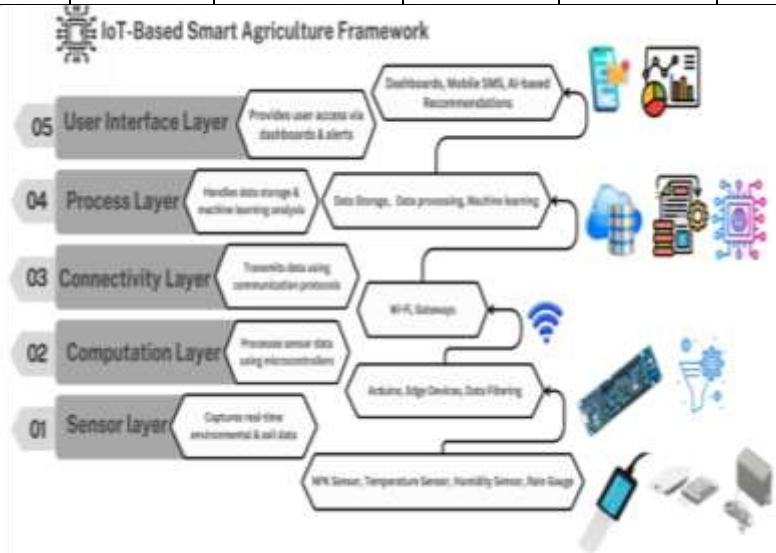 IoT-Based Smart Agriculture Framework
Dashboards, Mobile SMS, AI-based
Recommendations
05
User Interface Layer
Provides user access via
dashboards & alerts
04
Process Layer
Handles data storage &
machine learning analysis
Data Storage, Data processing, Machine learning
03
Connectivity Layer
Transmits data using
communication protocols
Wi-Fi, Gateways
02
Computation Layer
Processes sensor data
using microcontrollers
Arduino, Edge Devices, Data Filtering
01
Sensor layer
Captures real-time
environmental & soil data
NPK Sensor, Temperature Sensor, Humidity Sensor, Rain Gauge